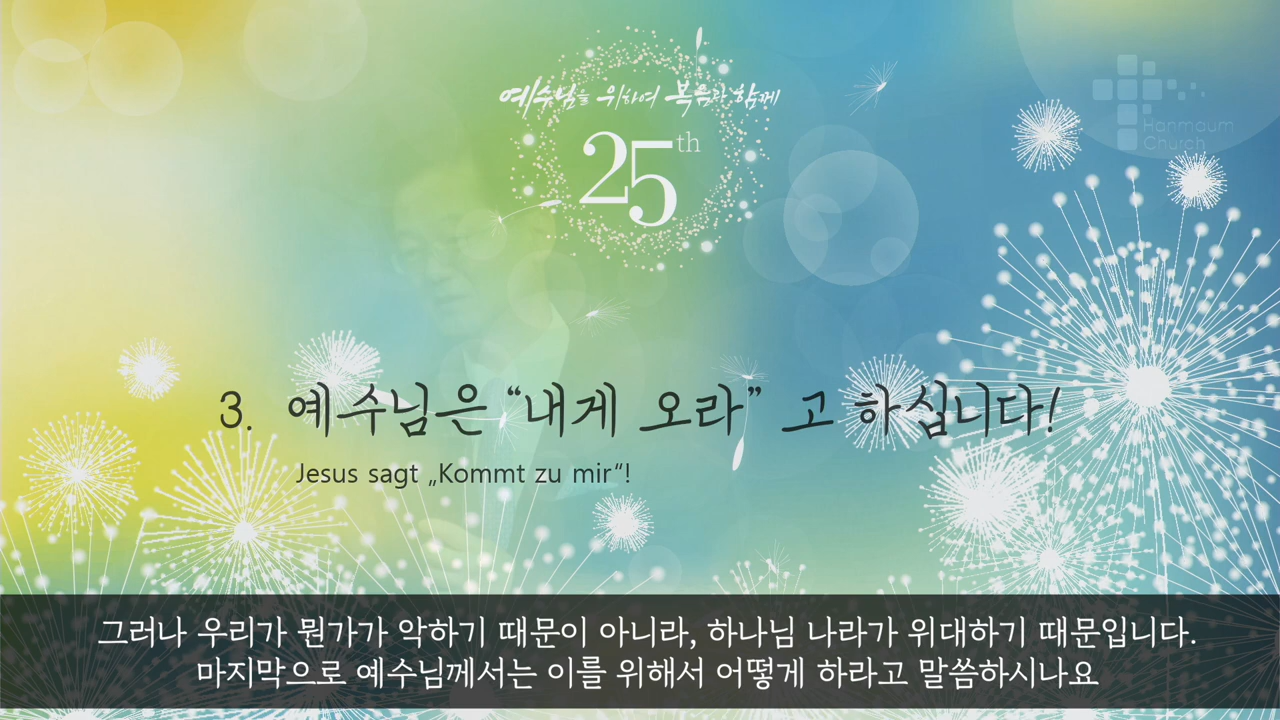 예수님을 위하여 복음과 함께
25th
Hanmaum
Church
3. 예수님은 “내게 오라” 고 하십니다!
Jesus sagt „Kommt zu mir“!
그러나 우리가 뭔가가 악하기 때문이 아니라, 하나님 나라가 위대하기 때문입니다.
마지막으로 예수님께서는 이를 위해서 어떻게 하라고 말씀하시나요